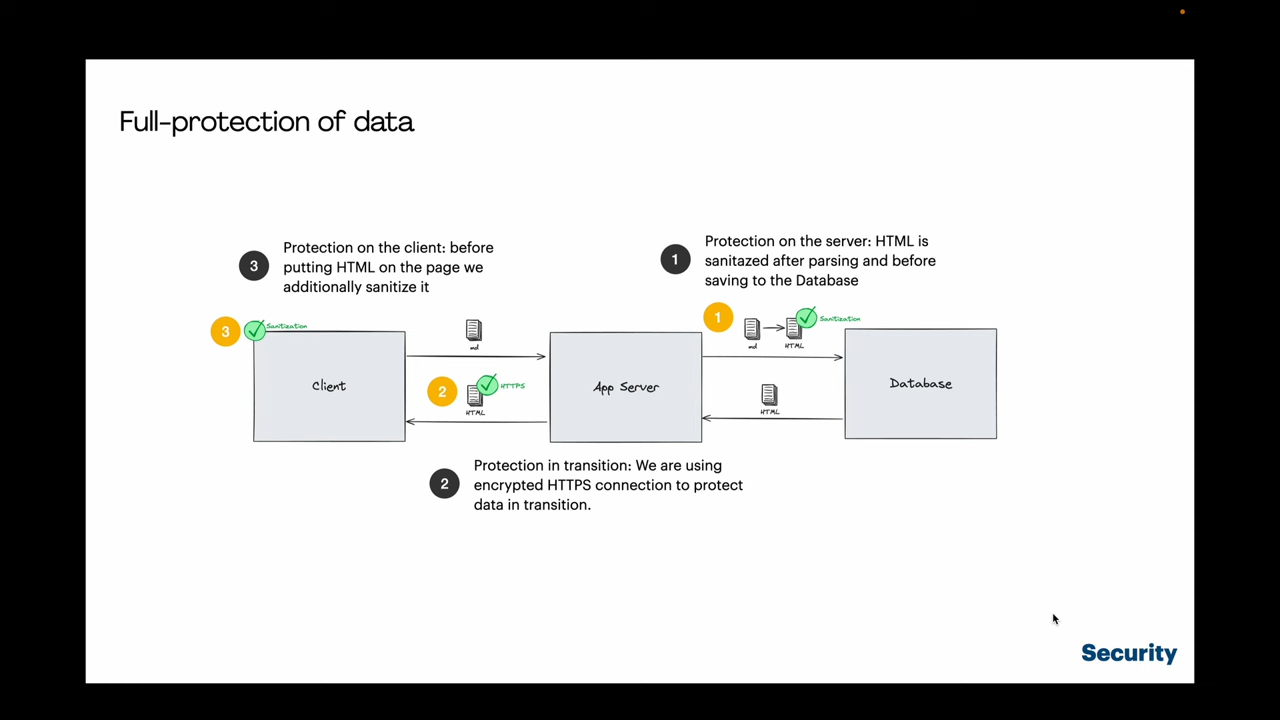 Full-protection of data
3
Protection on the client: before
putting HTML on the page we
additionally sanitize it
1
Protection on the server: HTML is
sanitazed after parsing and before
saving to the Database
3
Sanitization
md
1
md
HTML
Sanitization
Client
2
HTTPS
HTML
App Server
HTML
Database
2
Protection in transition: We are using
encrypted HTTPS connection to protect
data in transition.
Security